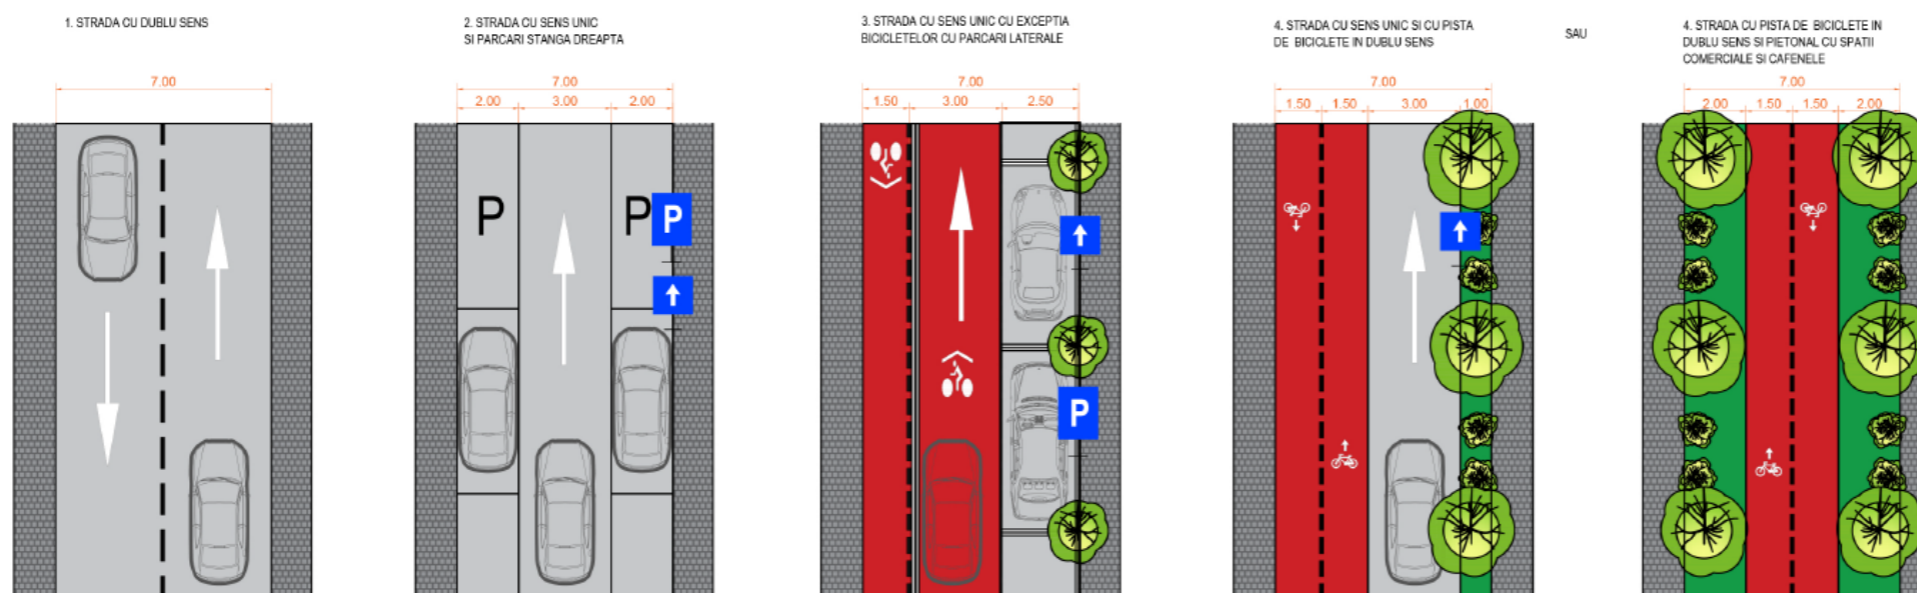 1. STRADA CU DUBLU SENS
7.00
2. STRADA CU SENS UNIC
SI PARCARI STANGA DREAPTA
7.00
2.00 3.00 2.00
P
P
P
3. STRADA CU SENS UNIC CU EXCEPTIA
BICICLETELOR CU PARCARI LATERALE
7.00
1.50 3.00 2.50
P
4. STRADA CU SENS UNIC SI CU PISTA
DE BICICLETE IN DUBLU SENS
7.00
1.50 1.50 3.00 1.00
SAU
4. STRADA CU PISTA DE BICICLETE IN
DUBLU SENS SI PIETONAL CU SPATII
COMERCIALE SI CAFENELE
7.00
2.00 1.50 1.50 2.00